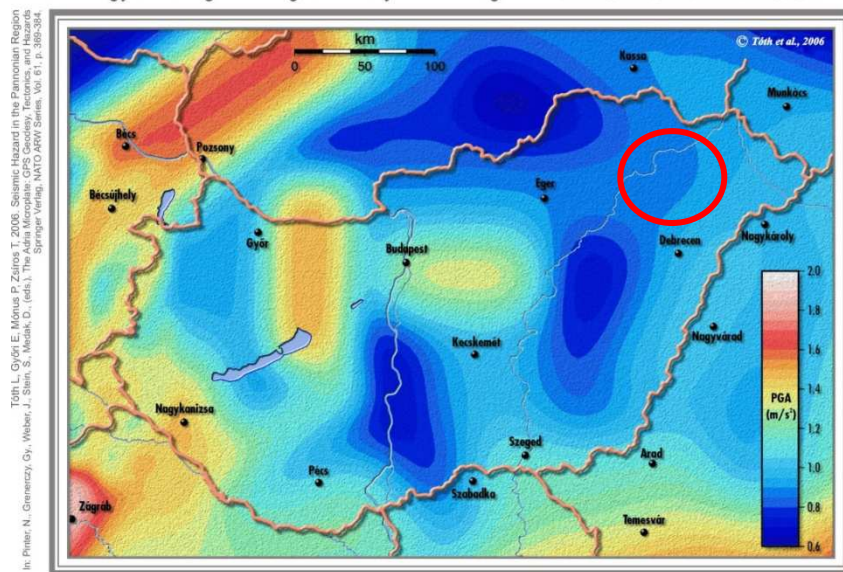 Tóth L, Győri E, Mónus P, Zsíros T, 2006. Seismic Hazard in the Pannonian Region
In: Pinter, N., Grenerczy, Gy., Weber, J., Stein, S., Medak, D., (eds.), The Adria Microplate: GPS Geodesy, Tectonics, and Hazards
Springer Verlag, NATO ARW Series, Vol. 61, p. 369-384.
km
0 50 100
© Tóth et al., 2006
Kassa
Munkács
Bécs
Pozsony
Bécsújhely
Eger
Győr
Budapest
Debrecen
Nagykároly
Kecskemét
Nagyvárad
Nagykanizsa
Szeged
Arad
Pécs
Szabadka
Zágráb
Temesvár
2.0
1.8
1.6
1.4
PGA
(m/s²)
1.2
1.0
0.8
0.6